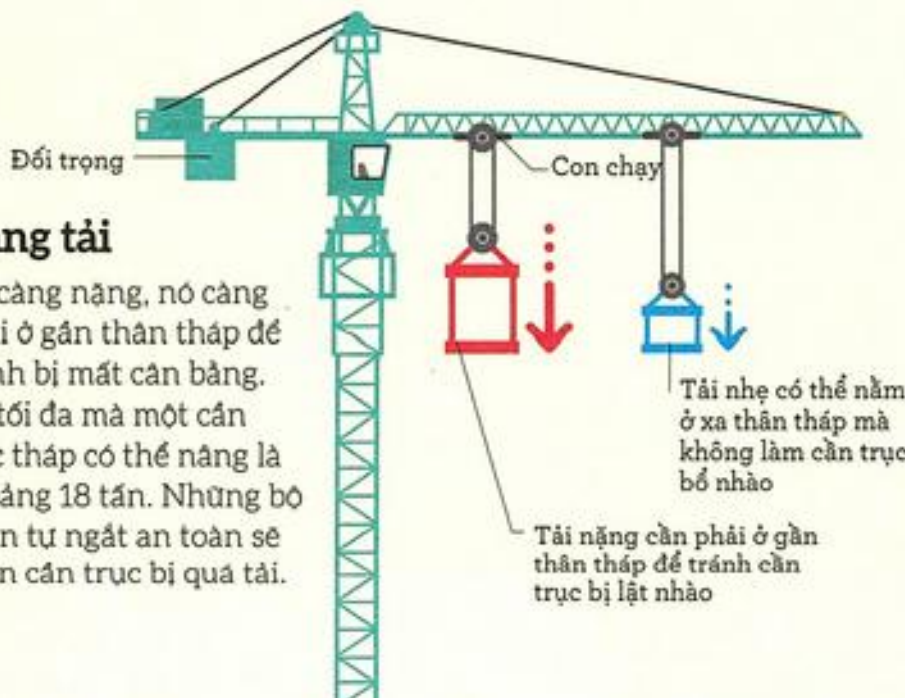 Đối trọng
Con chạy
ng tải
càng nặng, nó càng
i ở gần thân tháp để
nh bị mất cân bằng.
tối đa mà một cần
c tháp có thể nâng là
ảng 18 tấn. Những bộ
n tự ngắt an toàn sẽ
n cần trục bị quá tải.
Tải nhẹ có thể nằm
ở xa thân tháp mà
không làm cần trục
bổ nhào
Tải nặng cần phải ở gần
thân tháp để tránh cần
trục bị lật nhào